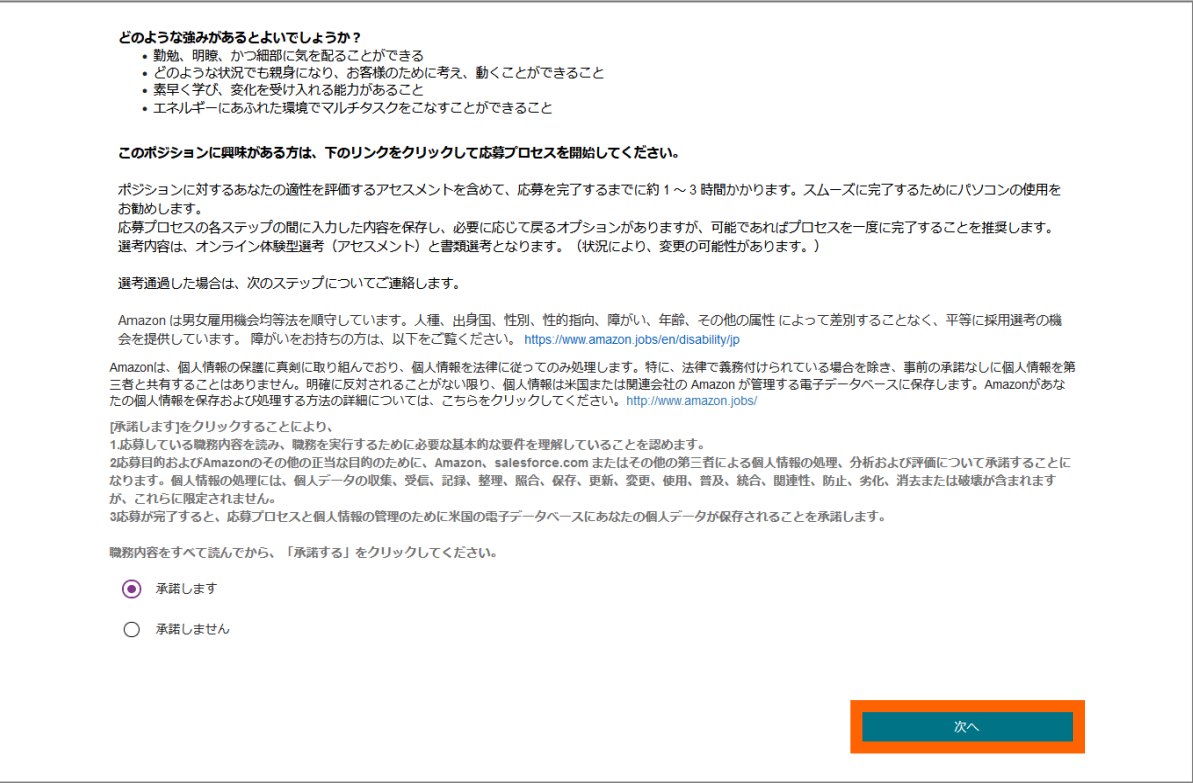 どのような強みがあるとよいでしょうか？
• 勤勉、明瞭、かつ細部に気を配ることができる
• どのような状況でも親身になり、お客様のために考え、動くことができること
• 素早く学び、変化を受け入れる能力があること
• エネルギーにあふれた環境でマルチタスクをこなすことができること
このポジションに興味がある方は、下のリンクをクリックして応募プロセスを開始してください。
ポジションに対するあなたの適性を評価するアセスメントを含めて、応募を完了するまでに約 1 ～ 3 時間かかります。スムーズに完了するためにパソコンの使用を
お勧めします。
応募プロセスの各ステップの間に入力した内容を保存し、必要に応じて戻るオプションがありますが、可能であればプロセスを一度に完了することを推奨します。
選考内容は、オンライン体験型選考（アセスメント）と書類選考となります。（状況により、変更の可能性があります。）
選考通過した場合は、次のステップについてご連絡します。
Amazon は男女雇用機会均等法を順守しています。人種、出身国、性別、性的指向、障がい、年齢、その他の属性 によって差別することなく、平等に採用選考の機
会を提供しています。 障がいをお持ちの方は、以下をご覧ください。 https://www.amazon.jobs/en/disability/jp
Amazonは、個人情報の保護に真剣に取り組んでおり、個人情報を法律に従ってのみ処理します。特に、法律で義務付けられている場合を除き、事前の承諾なしに個人情報を第
三者と共有することはありません。明確に反対されることがない限り、個人情報は米国または関連会社の Amazon が管理する電子データベースに保存します。Amazonがあな
たの個人情報を保存および処理する方法の詳細については、こちらをクリックしてください。http://www.amazon.jobs/
[承諾します]をクリックすることにより、
1.応募している職務内容を読み、職務を実行するために必要な基本的な要件を理解していることを認めます。
2応募目的およびAmazonのその他の正当な目的のために、Amazon、salesforce.com またはその他の第三者による個人情報の処理、分析および評価について承諾することに
なります。個人情報の処理には、個人データの収集、受信、記録、整理、照合、保存、更新、変更、使用、普及、統合、関連性、防止、劣化、消去または破壊が含まれます
が、これらに限定されません。
3応募が完了すると、応募プロセスと個人情報の管理のために米国の電子データベースにあなたの個人データが保存されることを承諾します。
職務内容をすべて読んでから、「承諾する」をクリックしてください。
承諾します
承諾しません
次へ